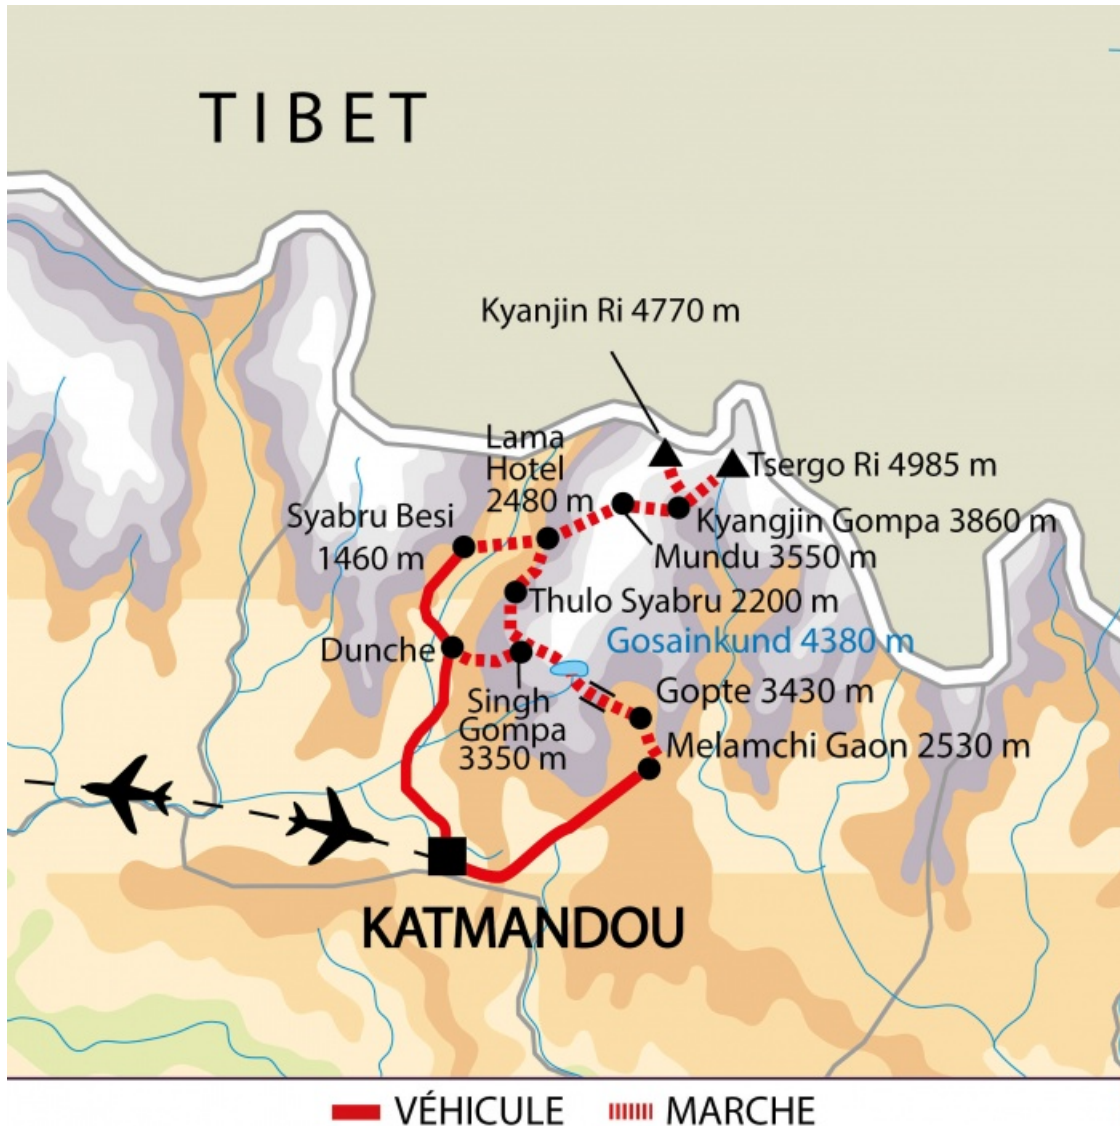 TIBET
Kyanjin Ri 4770 m
Lama
Hotel
2480 m
Tsergo Ri 4985 m
Syabru Besi
1460 m
Kyangjin Gompa 3860 m
Mundu 3550 m
Thulo Syabru 2200 m
Dunche
Gosainkund 4380 m
Singh
Gompa
3350 m
Gopte 3430 m
Melamchi Gaon 2530 m
KATMANDOU
VÉHICULE
MARCHE